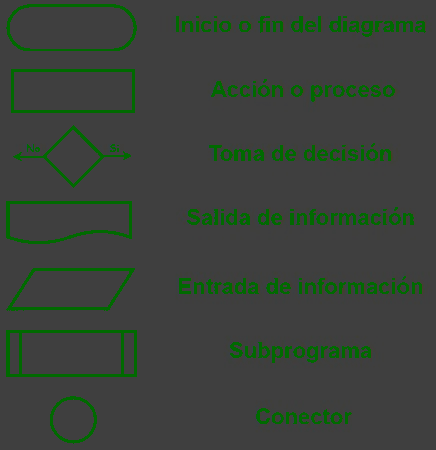 Inicio o fin del diagrama
Acción o proceso
Toma de decisión
Salida de información
Entrada de información
Subprograma
Conector